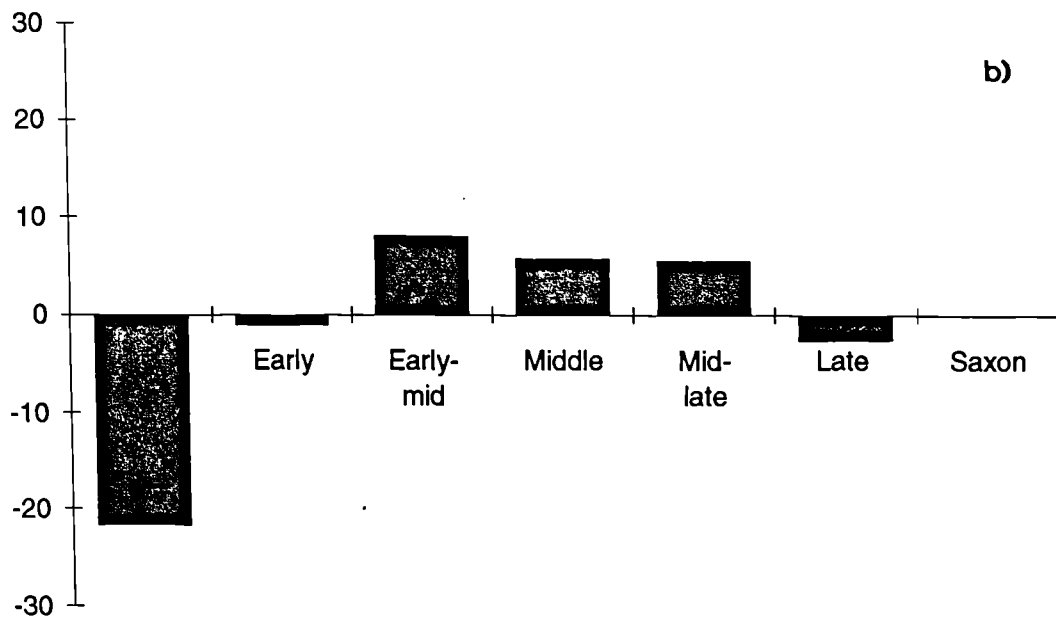 30
b)
20
10
0
Early
Early-
mid
Middle
Mid-
late
Late
Saxon
-10
-20
-30